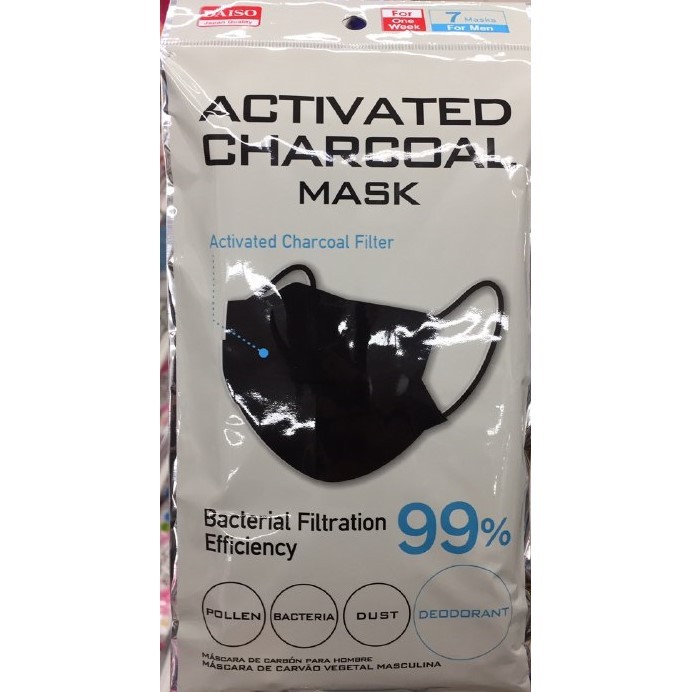 DAISO
Japan Quality
For
One
Week
7 Masks
For Men
ACTIVATED
CHARCOAL
MASK
Activated Charcoal Filter
Bacterial Filtration
Efficiency
99%
POLLEN
BACTERIA
DUST
DEODORANT
MÁSCARA DE CARBÓN PARA HOMBRE
MÁSCARA DE CARVÃO VEGETAL MASCULINA